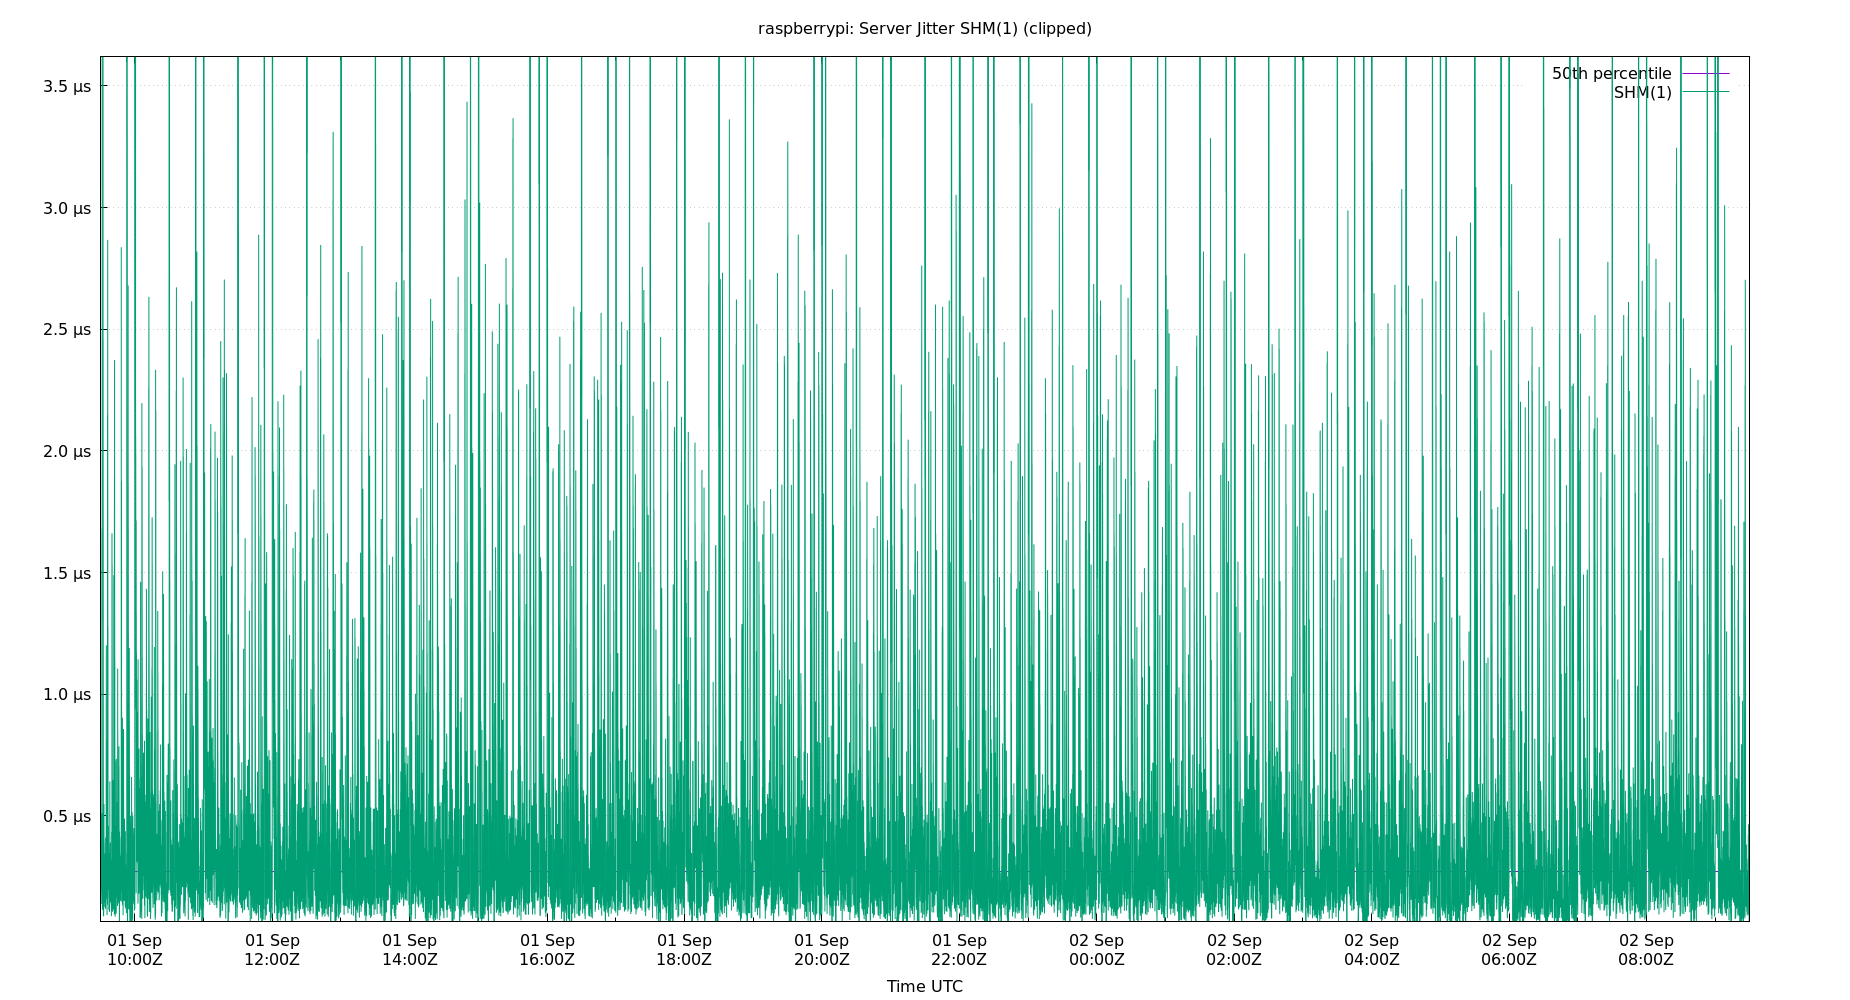 raspberrypi: Server Jitter SHM(1) (clipped)
50th percentile
SHM(1)
3.5 µs
3.0 µs
2.5 µs
2.0 µs
1.5 µs
1.0 µs
0.5 µs
01 Sep 01 Sep 01 Sep 01 Sep 01 Sep 01 Sep 01 Sep 02 Sep 02 Sep 02 Sep 02 Sep 02 Sep
10:00Z 12:00Z 14:00Z 16:00Z 18:00Z 20:00Z 22:00Z 00:00Z 02:00Z 04:00Z 06:00Z 08:00Z
Time UTC